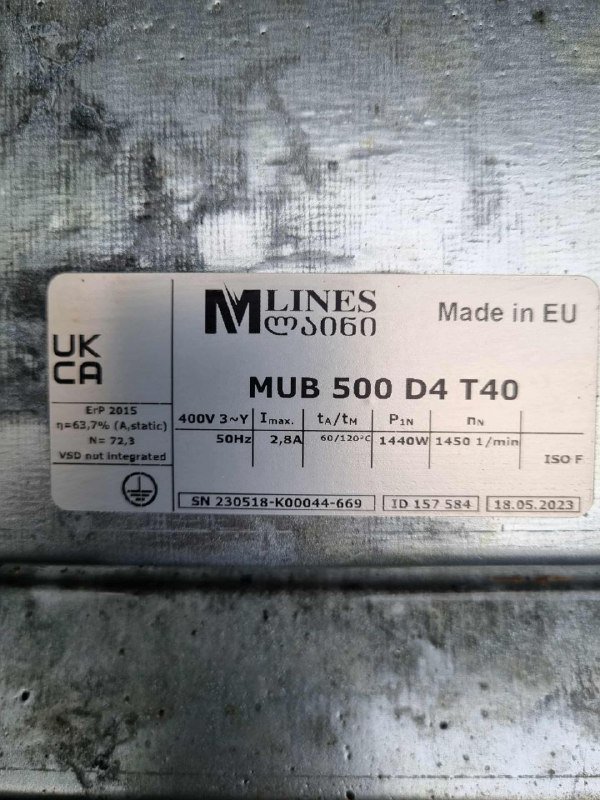 MLINES
ლაინი
Made in EU
UK
CA
MUB 500 D4 T40
ErP 2015
η=63,7% (A,static)
N= 72,3
VSD nut integrated
400V 3~Y Imax. tA/tM P1N nN
50Hz 2,8A 60/120°C 1440W 1450 1/min
ISO F
SN 230518-K00044-669 ID 157 584 18.05.2023